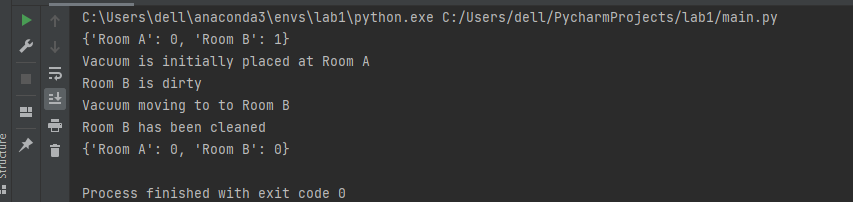 C:\Users\dell\anaconda3\envs\lab1\python.exe C:/Users/dell/PycharmProjects/lab1/main.py
{'Room A': 0, 'Room B': 1}
Vacuum is initially placed at Room A
Room B is dirty
Vacuum moving to to Room B
Room B has been cleaned
{'Room A': 0, 'Room B': 0}
Process finished with exit code 0
Structure